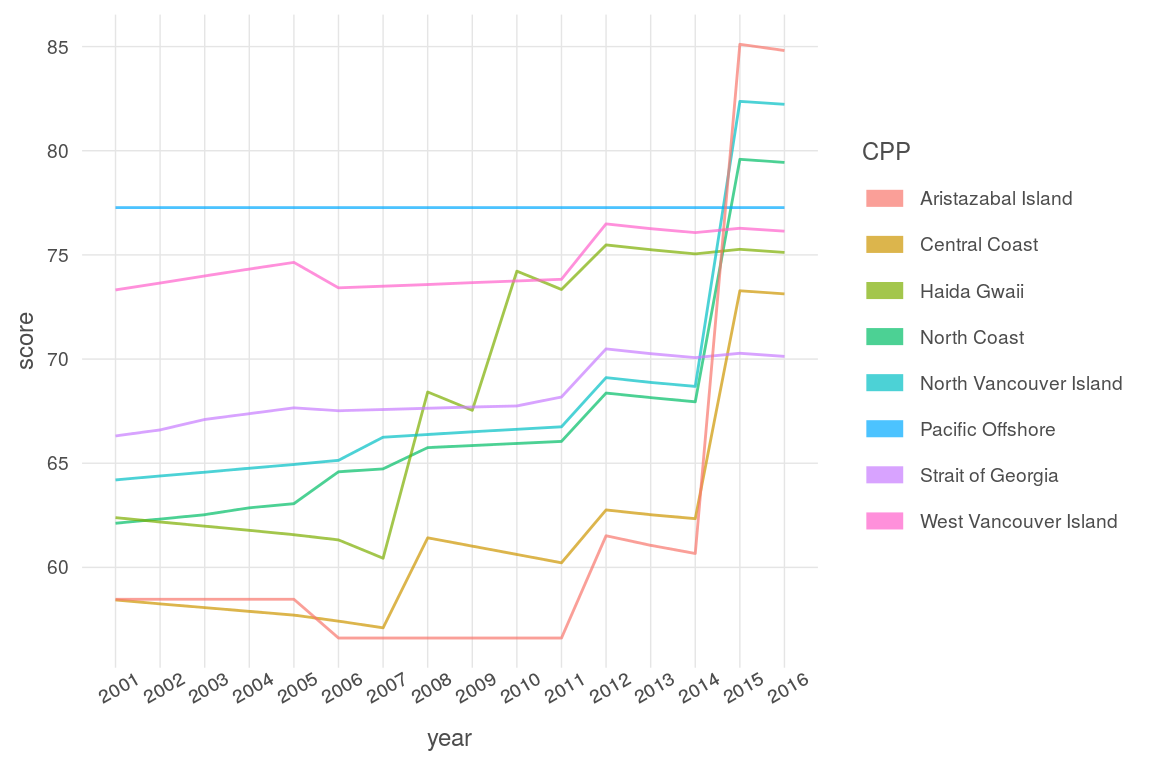 85
80
75
70
65
60
score
2001 2002 2003 2004 2005 2006 2007 2008 2009 2010 2011 2012 2013 2014 2015 2016
year
CPP
Aristazabal Island
Central Coast
Haida Gwaii
North Coast
North Vancouver Island
Pacific Offshore
Strait of Georgia
West Vancouver Island